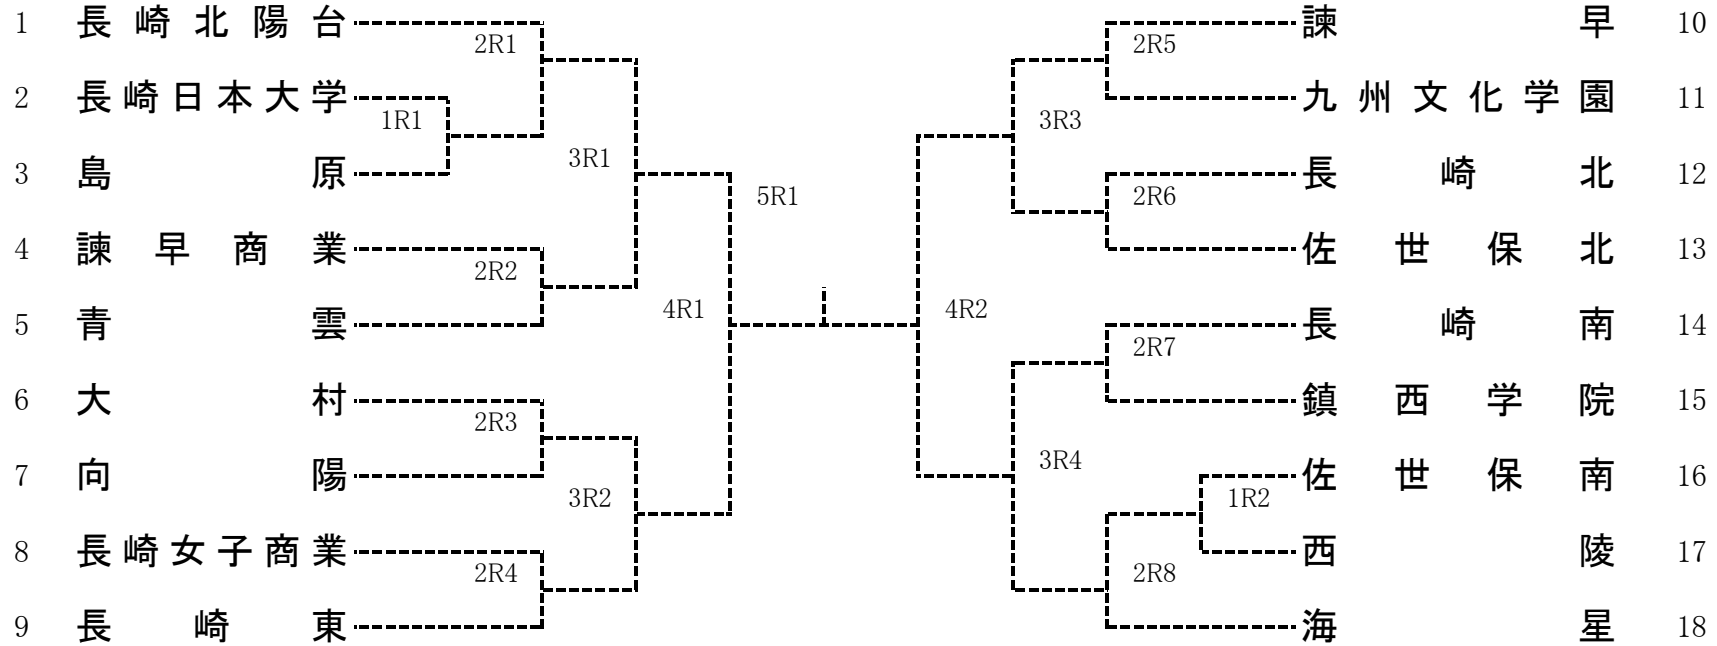 1 長崎北陽台 諫早 10
2R1 2R5
2 長崎日本大学 九州文化学園 11
1R1 3R3
3R1
3 島原 長崎北 12
5R1 2R6
4 諫早商業 佐世保北 13
2R2
4R1 4R2
5 青雲 長崎南 14
2R7
6 大村 鎮西学院 15
2R3
3R4
7 向陽 佐世保南 16
3R2 1R2
8 長崎女子商業 西陵 17
2R4 2R8
9 長崎東 海星 18